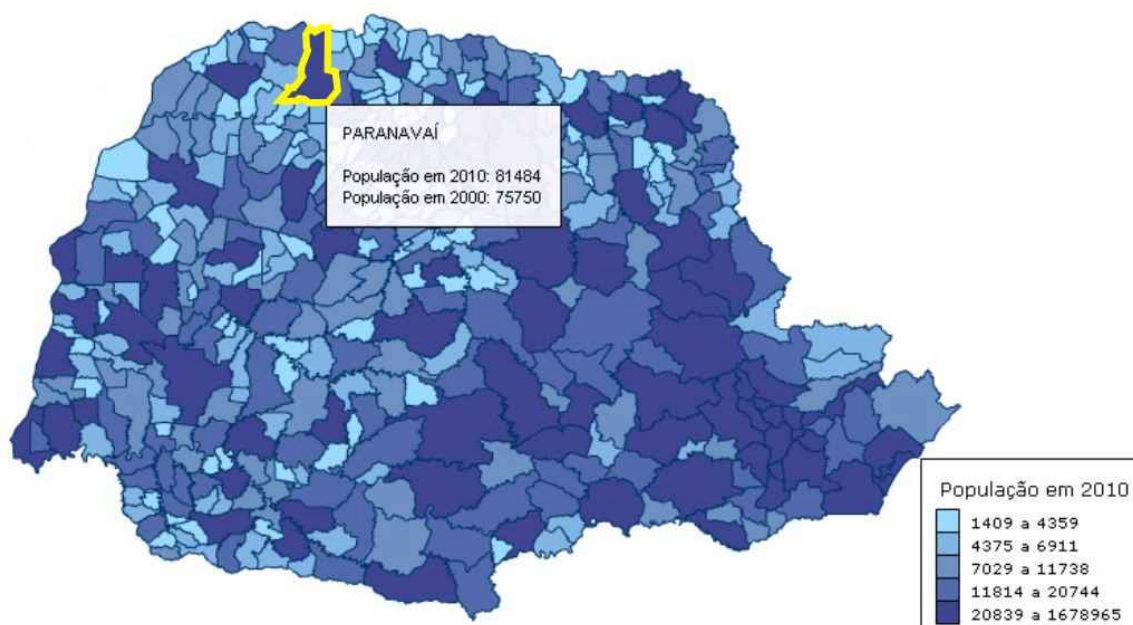 PARANAVAÍ
População em 2010: 81484
População em 2000: 75750
População em 2010
1409 a 4359
4375 a 6911
7029 a 11738
11814 a 20744
20839 a 1678965